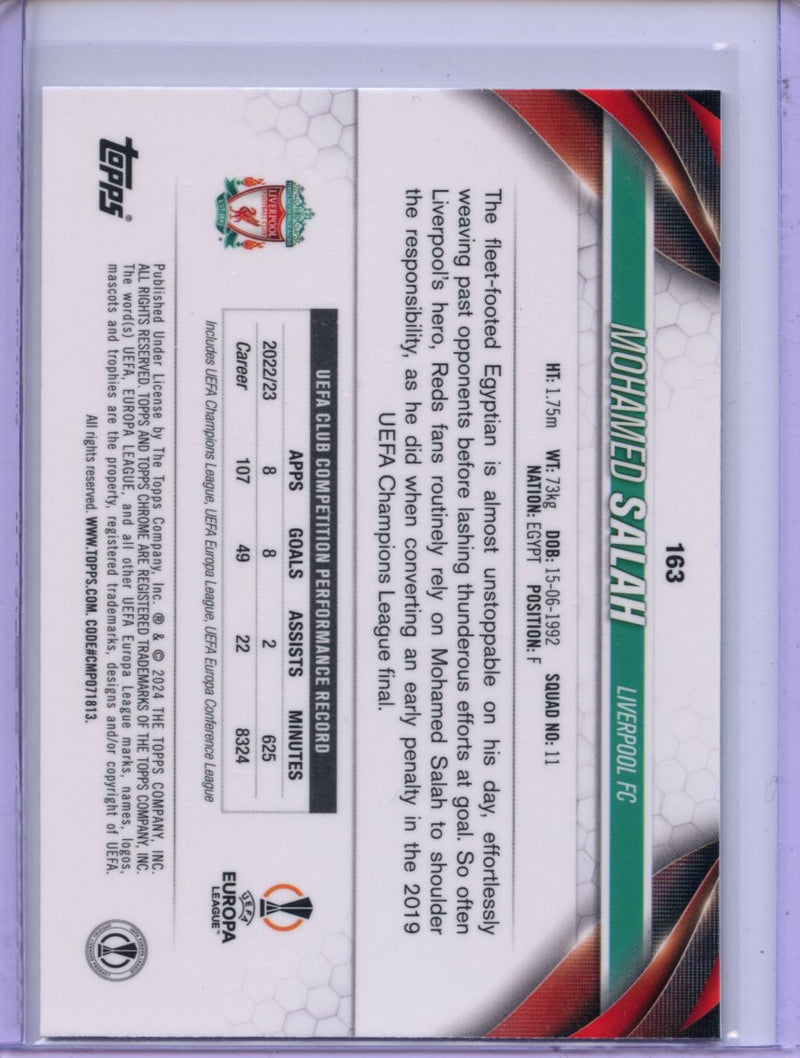 163
MOHAMED SALAH LIVERPOOL FC
HT: 1.75m WT: 73kg DOB: 15-06-1992 SQUAD NO: 11
NATION: EGYPT POSITION: F
The fleet-footed Egyptian is almost unstoppable on his day, effortlessly
weaving past opponents before lashing thunderous efforts at goal. So often
Liverpool's hero, Reds fans routinely rely on Mohamed Salah to shoulder
the responsibility, as he did when converting an early penalty in the 2019
UEFA Champions League final.
UEFA CLUB COMPETITION PERFORMANCE RECORD
APPS GOALS ASSISTS MINUTES
2022/23 8 8 2 625
Career 107 49 22 8324
Includes UEFA Champions League, UEFA Europa League, UEFA Europa Conference League
LIVERPOOL
FOOTBALL CLUB
UEFA
EUROPA
LEAGUE™
topps®
Published Under License by The Topps Company, Inc. ® & © 2024 THE TOPPS COMPANY, INC.
ALL RIGHTS RESERVED. TOPPS AND TOPPS CHROME ARE REGISTERED TRADEMARKS OF THE TOPPS COMPANY, INC.
The word(s) UEFA, EUROPA LEAGUE, and all other UEFA Europa League marks, names, logos,
mascots and trophies are the property, registered trademarks, designs and/or copyright of UEFA.
All rights reserved. WWW.TOPPS.COM. CODE#CMP071813.